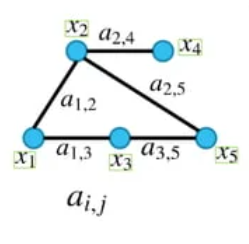 x₂ a₂,₄ x₄
a₁,₂ a₂,₅
x₁ a₁,₃ x₃ a₃,₅ x₅
aᵢ,ⱼ